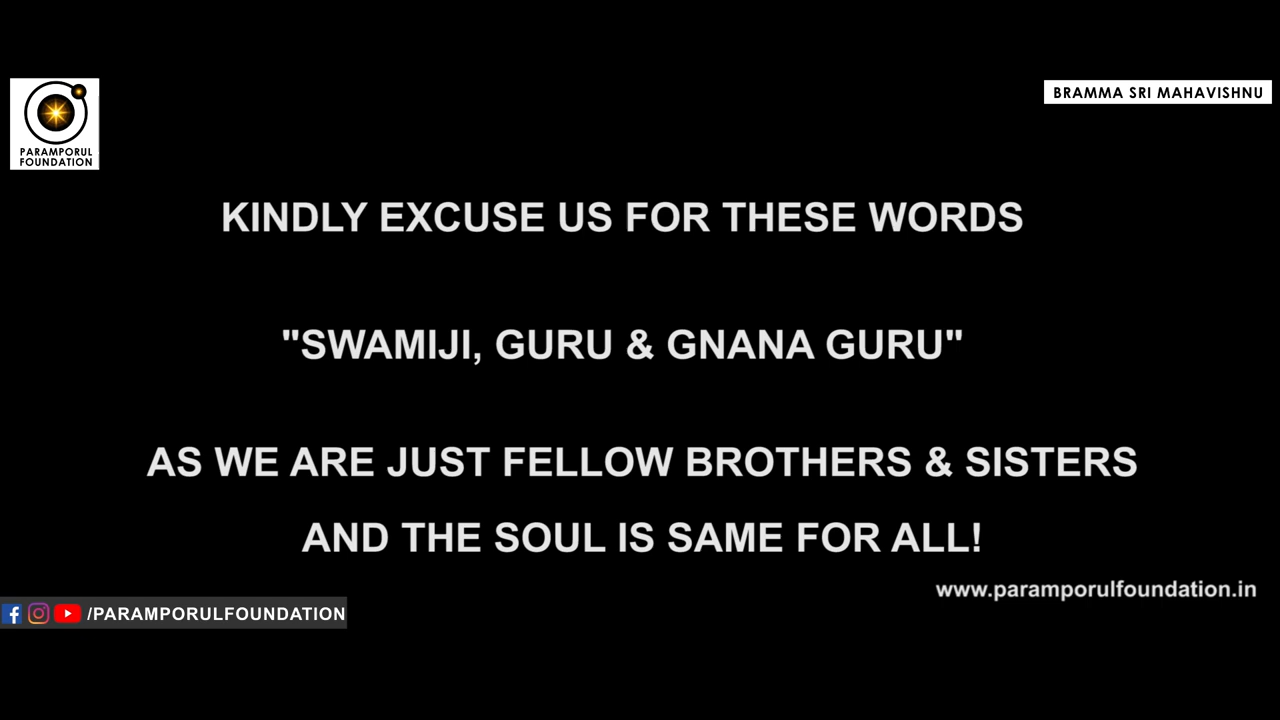 PARAMPORUL
FOUNDATION
BRAMMA SRI MAHAVISHNU
KINDLY EXCUSE US FOR THESE WORDS
"SWAMIJI, GURU & GNANA GURU"
AS WE ARE JUST FELLOW BROTHERS & SISTERS
AND THE SOUL IS SAME FOR ALL!
www.paramporulfoundation.in
/PARAMPORULFOUNDATION